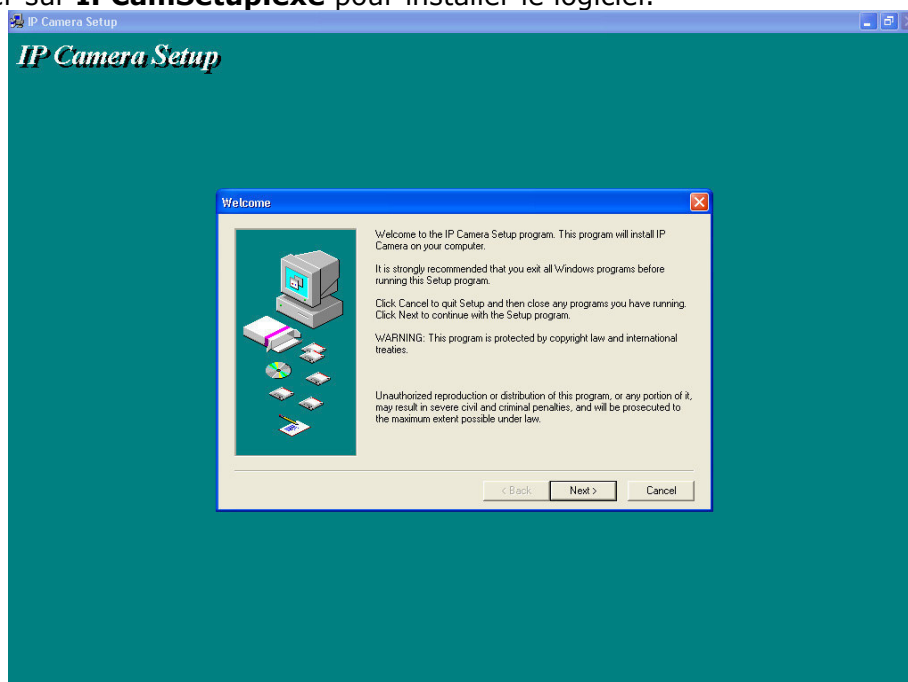 sur IPCamSetup.exe pour installer le logiciel.
IP Camera Setup
IP Camera Setup
Welcome
Welcome to the IP Camera Setup program. This program will install IP
Camera on your computer.
It is strongly recommended that you exit all Windows programs before
running this Setup program.
Click Cancel to quit Setup and then close any programs you have running.
Click Next to continue with the Setup program.
WARNING: This program is protected by copyright law and international
treaties.
Unauthorized reproduction or distribution of this program, or any portion of it,
may result in severe civil and criminal penalties, and will be prosecuted to
the maximum extent possible under law.
< Back
Next >
Cancel